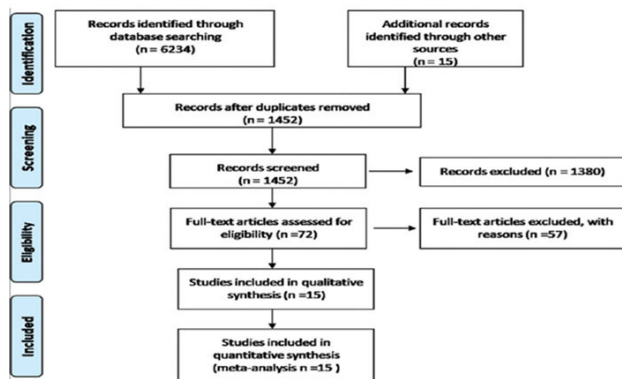 Identification
Records identified through
database searching
(n = 6234)
Additional records
identified through other
sources
(n = 15)
Records after duplicates removed
(n = 1452)
Screening
Records screened
(n = 1452)
Records excluded (n = 1380)
Eligibility
Full-text articles assessed for
eligibility (n =72)
Full-text articles excluded, with
reasons (n =57)
Studies included in qualitative
synthesis (n =15)
Included
Studies included in
quantitative synthesis
(meta-analysis n =15 )